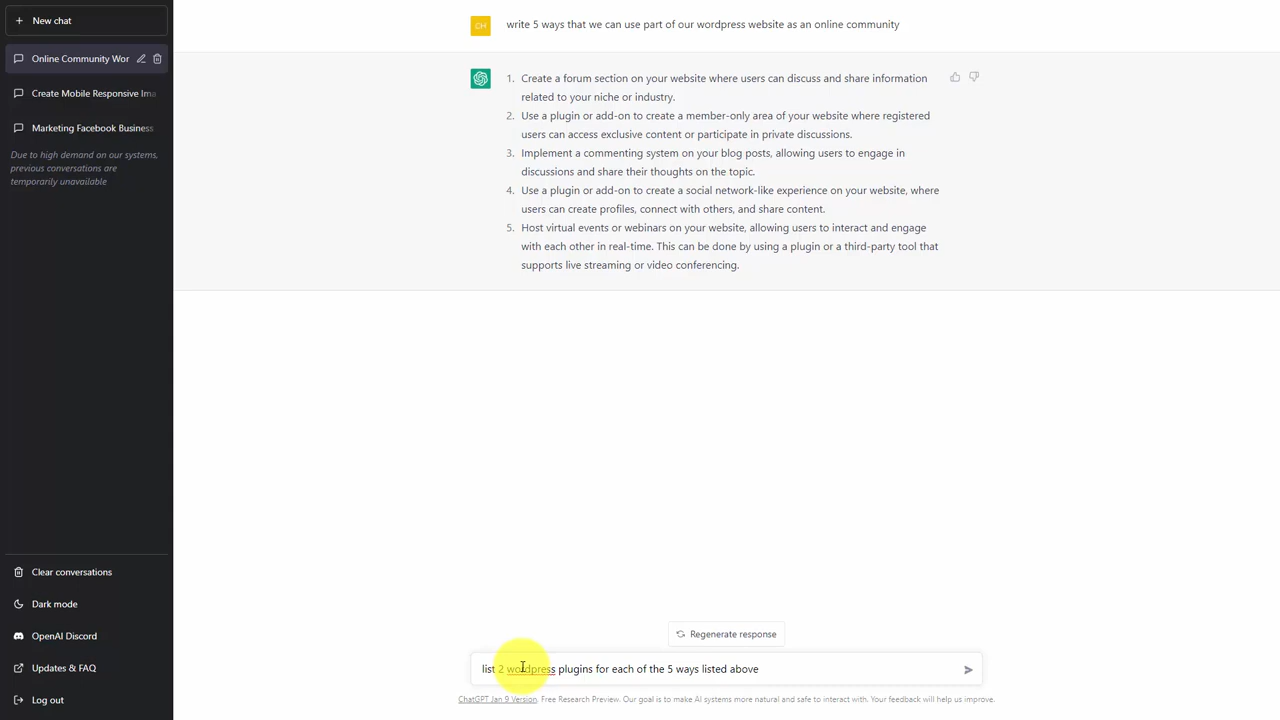 New chat
Online Community Wor
Create Mobile Responsive Ima
Marketing Facebook Business
Due to high demand on our systems,
previous conversations are
temporarily unavailable
Clear conversations
Dark mode
OpenAI Discord
Updates & FAQ
Log out
CH
write 5 ways that we can use part of our wordpress website as an online community
1. Create a forum section on your website where users can discuss and share information
related to your niche or industry.
2. Use a plugin or add-on to create a member-only area of your website where registered
users can access exclusive content or participate in private discussions.
3. Implement a commenting system on your blog posts, allowing users to engage in
discussions and share their thoughts on the topic.
4. Use a plugin or add-on to create a social network-like experience on your website, where
users can create profiles, connect with others, and share content.
5. Host virtual events or webinars on your website, allowing users to interact and engage
with each other in real-time. This can be done by using a plugin or a third-party tool that
supports live streaming or video conferencing.
Regenerate response
list 2 wordpress plugins for each of the 5 ways listed above
ChatGPT Jan 9 Version. Free Research Preview. Our goal is to make AI systems more natural and safe to interact with. Your feedback will help us improve.